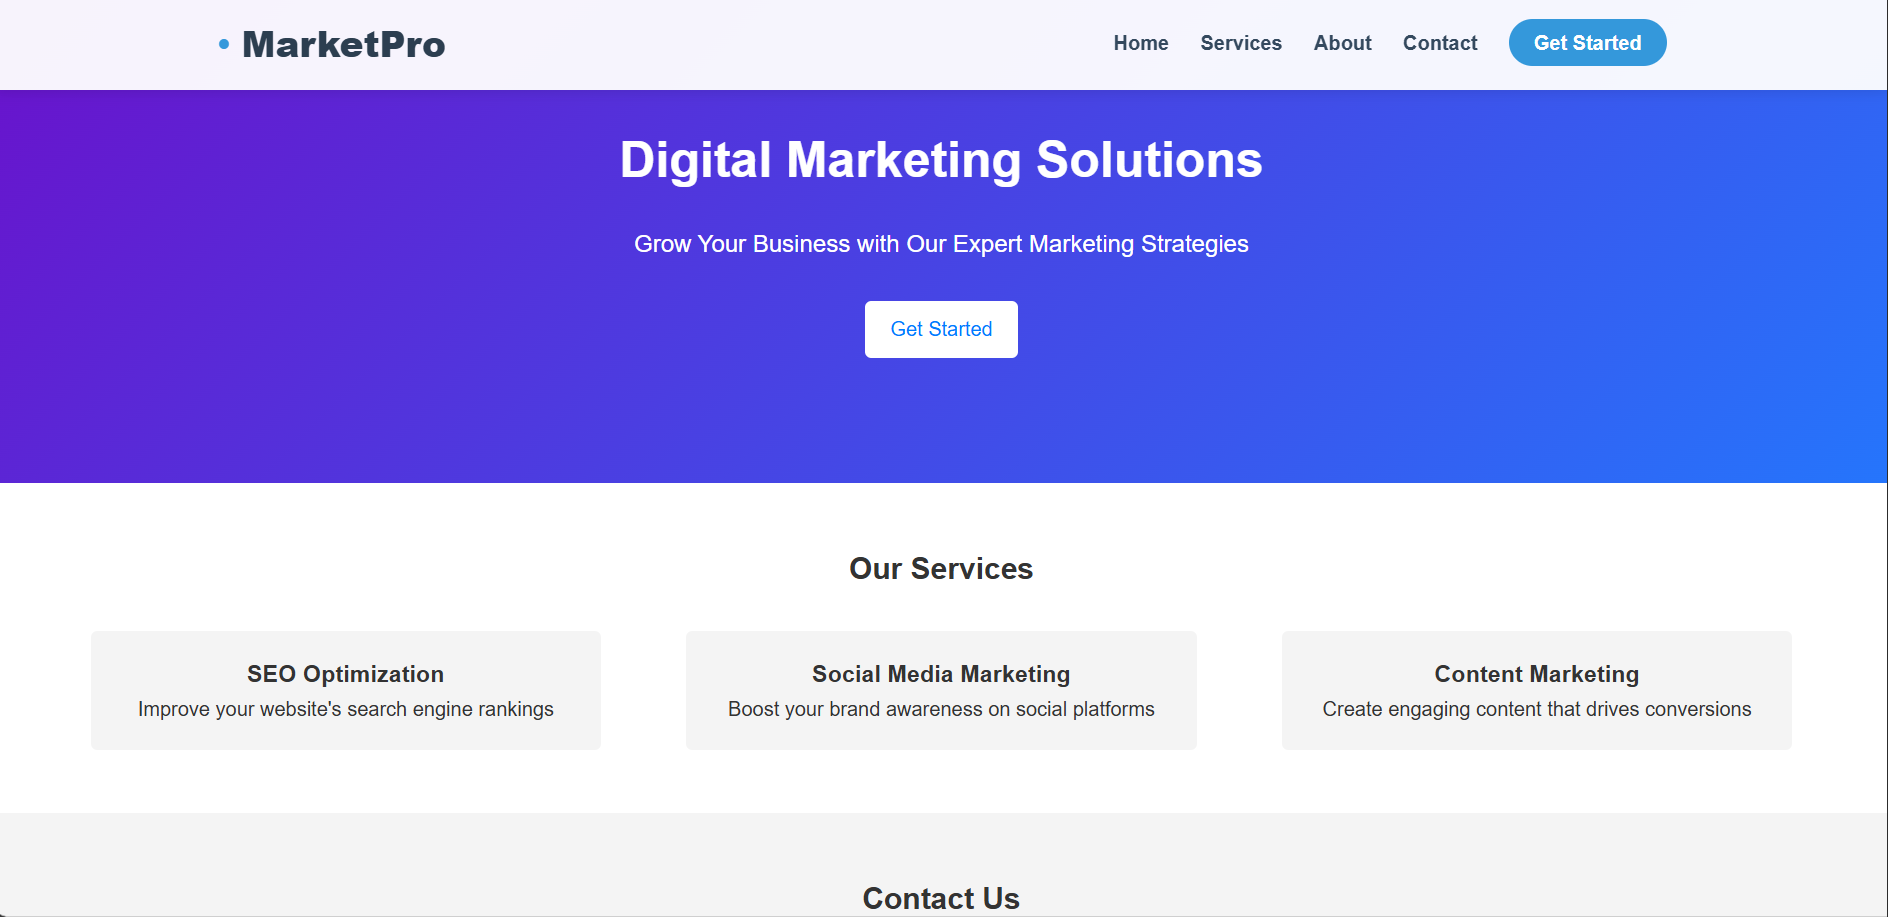 MarketPro
Home
Services
About
Contact
Get Started
Digital Marketing Solutions
Grow Your Business with Our Expert Marketing Strategies
Get Started
Our Services
SEO Optimization
Improve your website's search engine rankings
Social Media Marketing
Boost your brand awareness on social platforms
Content Marketing
Create engaging content that drives conversions
Contact Us